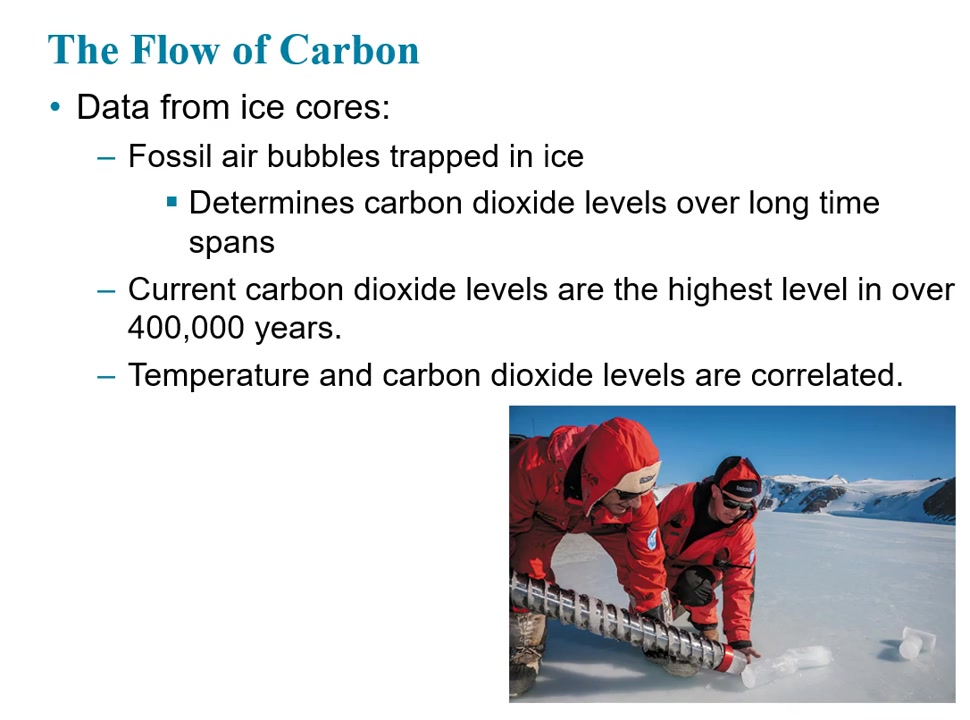 The Flow of Carbon
• Data from ice cores:
– Fossil air bubbles trapped in ice
▪ Determines carbon dioxide levels over long time
spans
– Current carbon dioxide levels are the highest level in over
400,000 years.
– Temperature and carbon dioxide levels are correlated.